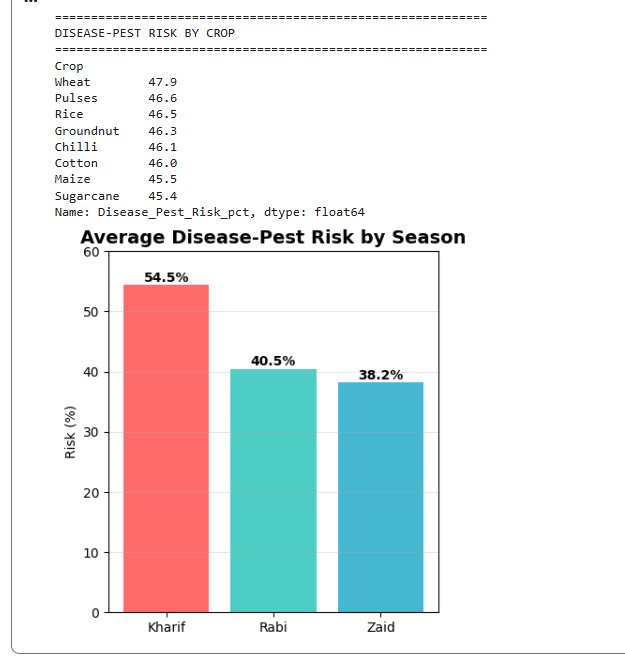 ============================================================
DISEASE-PEST RISK BY CROP
============================================================
Crop
Wheat        47.9
Pulses       46.6
Rice         46.5
Groundnut    46.3
Chilli       46.1
Cotton       46.0
Maize        45.5
Sugarcane    45.4
Name: Disease_Pest_Risk_pct, dtype: float64
Average Disease-Pest Risk by Season
60
54.5%
50
40.5%
40
38.2%
Risk (%)
30
20
10
0
Kharif Rabi Zaid